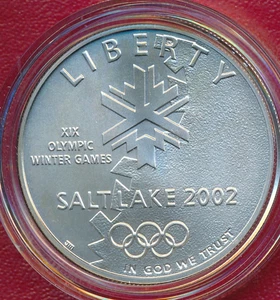 LIBERTY
XIX
OLYMPIC
WINTER GAMES
SALT LAKE 2002
IN GOD WE TRUST